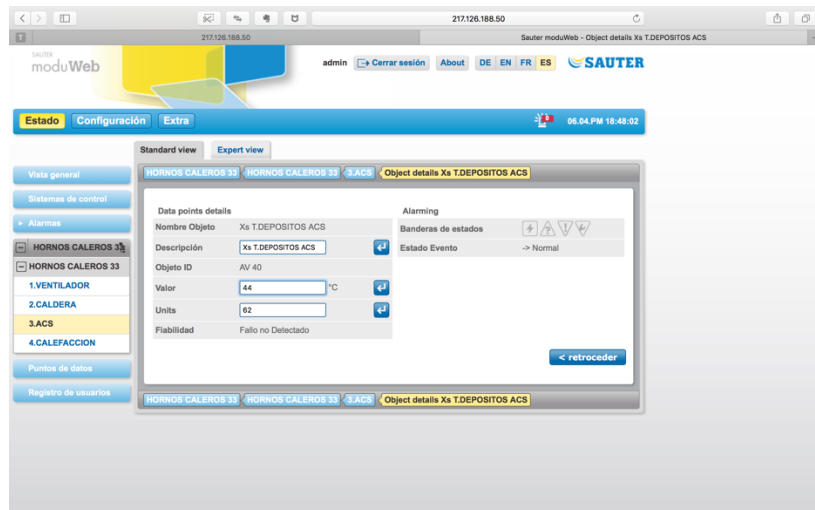 217.126.188.50
217.126.188.50
Sauter moduWeb - Object details Xs T.DEPOSITOS ACS
SAUTER
moduWeb
admin Cerrar sesión About DE EN FR ES SAUTER
Estado Configuración Extra 0 06.04.PM 18:48:02
Standard view Expert view
HORNOS CALEROS 33 HORNOS CALEROS 33 3.ACS Object details Xs T.DEPOSITOS ACS
Vista general
Sistemas de control
Alarmas
HORNOS CALEROS 33
HORNOS CALEROS 33
1.VENTILADOR
2.CALDERA
3.ACS
4.CALEFACCION
Puntos de datos
Registro de usuarios
Data points details
Nombre Objeto Xs T.DEPOSITOS ACS
Descripción Xs T.DEPOSITOS ACS
Objeto ID AV 40
Valor 44 °C
Units 62
Fiabilidad Fallo no Detectado
Alarming
Banderas de estados
Estado Evento -> Normal
< retroceder
HORNOS CALEROS 33 HORNOS CALEROS 33 3.ACS Object details Xs T.DEPOSITOS ACS